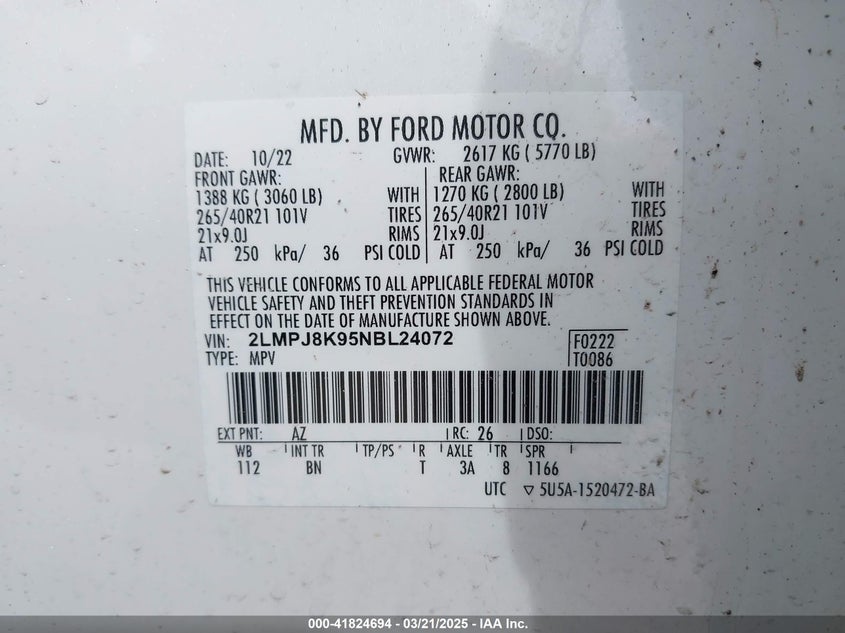 MFD. BY FORD MOTOR CO.
DATE: 10/22 GVWR: 2617 KG ( 5770 LB)
FRONT GAWR: REAR GAWR:
1388 KG ( 3060 LB) WITH 1270 KG ( 2800 LB) WITH
265/40R21 101V TIRES 265/40R21 101V TIRES
21x9.0J RIMS 21x9.0J RIMS
AT 250 kPa/ 36 PSI COLD AT 250 kPa/ 36 PSI COLD
THIS VEHICLE CONFORMS TO ALL APPLICABLE FEDERAL MOTOR
VEHICLE SAFETY AND THEFT PREVENTION STANDARDS IN
EFFECT ON THE DATE OF MANUFACTURE SHOWN ABOVE.
VIN: 2LMPJ8K95NBL24072 F0222
TYPE: MPV T0086
EXT PNT: AZ RC: 26 DSO:
WB INT TR TP/PS R AXLE TR SPR
112 BN T 3A 8 1166
UTC ▽ 5U5A-1520472-BA
000-41824694 - 03/21/2025 - IAA Inc.